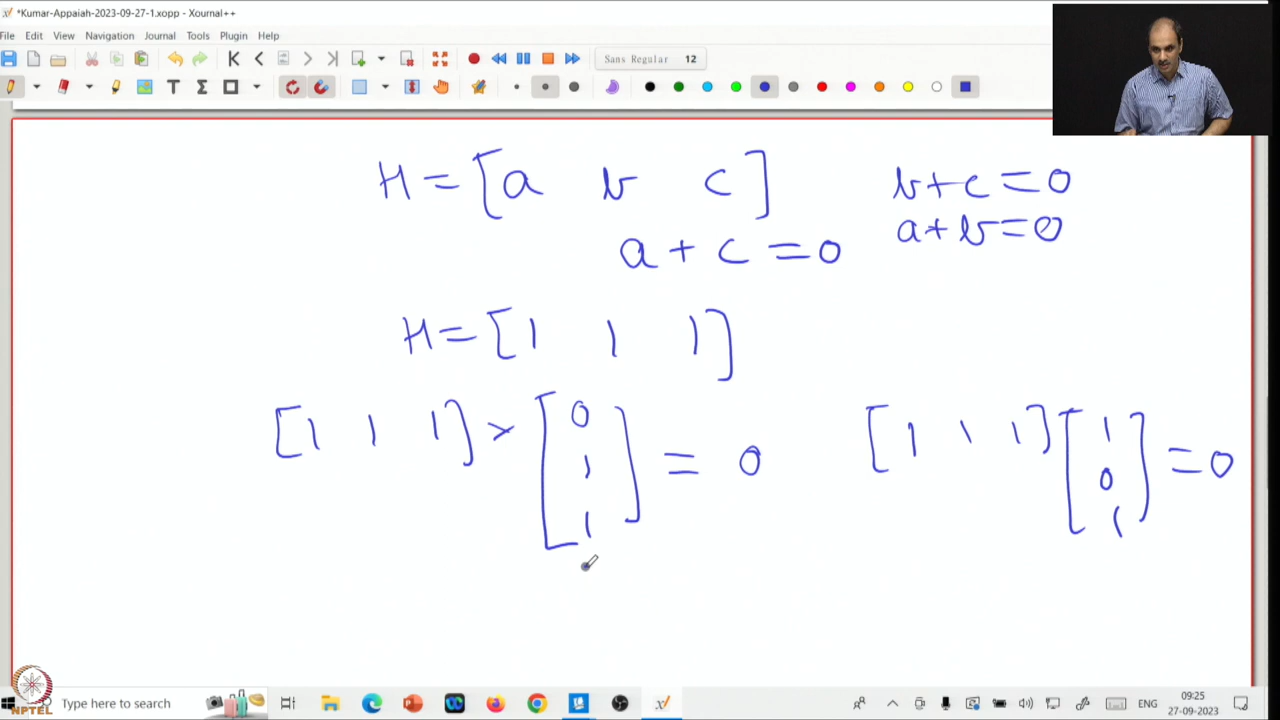 *Kumar-Appaiah-2023-09-27-1.xopp - Xournal++
File Edit View Navigation Journal Tools Plugin Help
Sans Regular 12
H = [a b c] b + c = 0
a + b = 0
a + c = 0
H = [1 1 1]
[1 1 1] × [0 1 1] = 0 [1 1 1] [1 0 1] = 0
NPTEL
Type here to search
ENG
09:25
27-09-2023